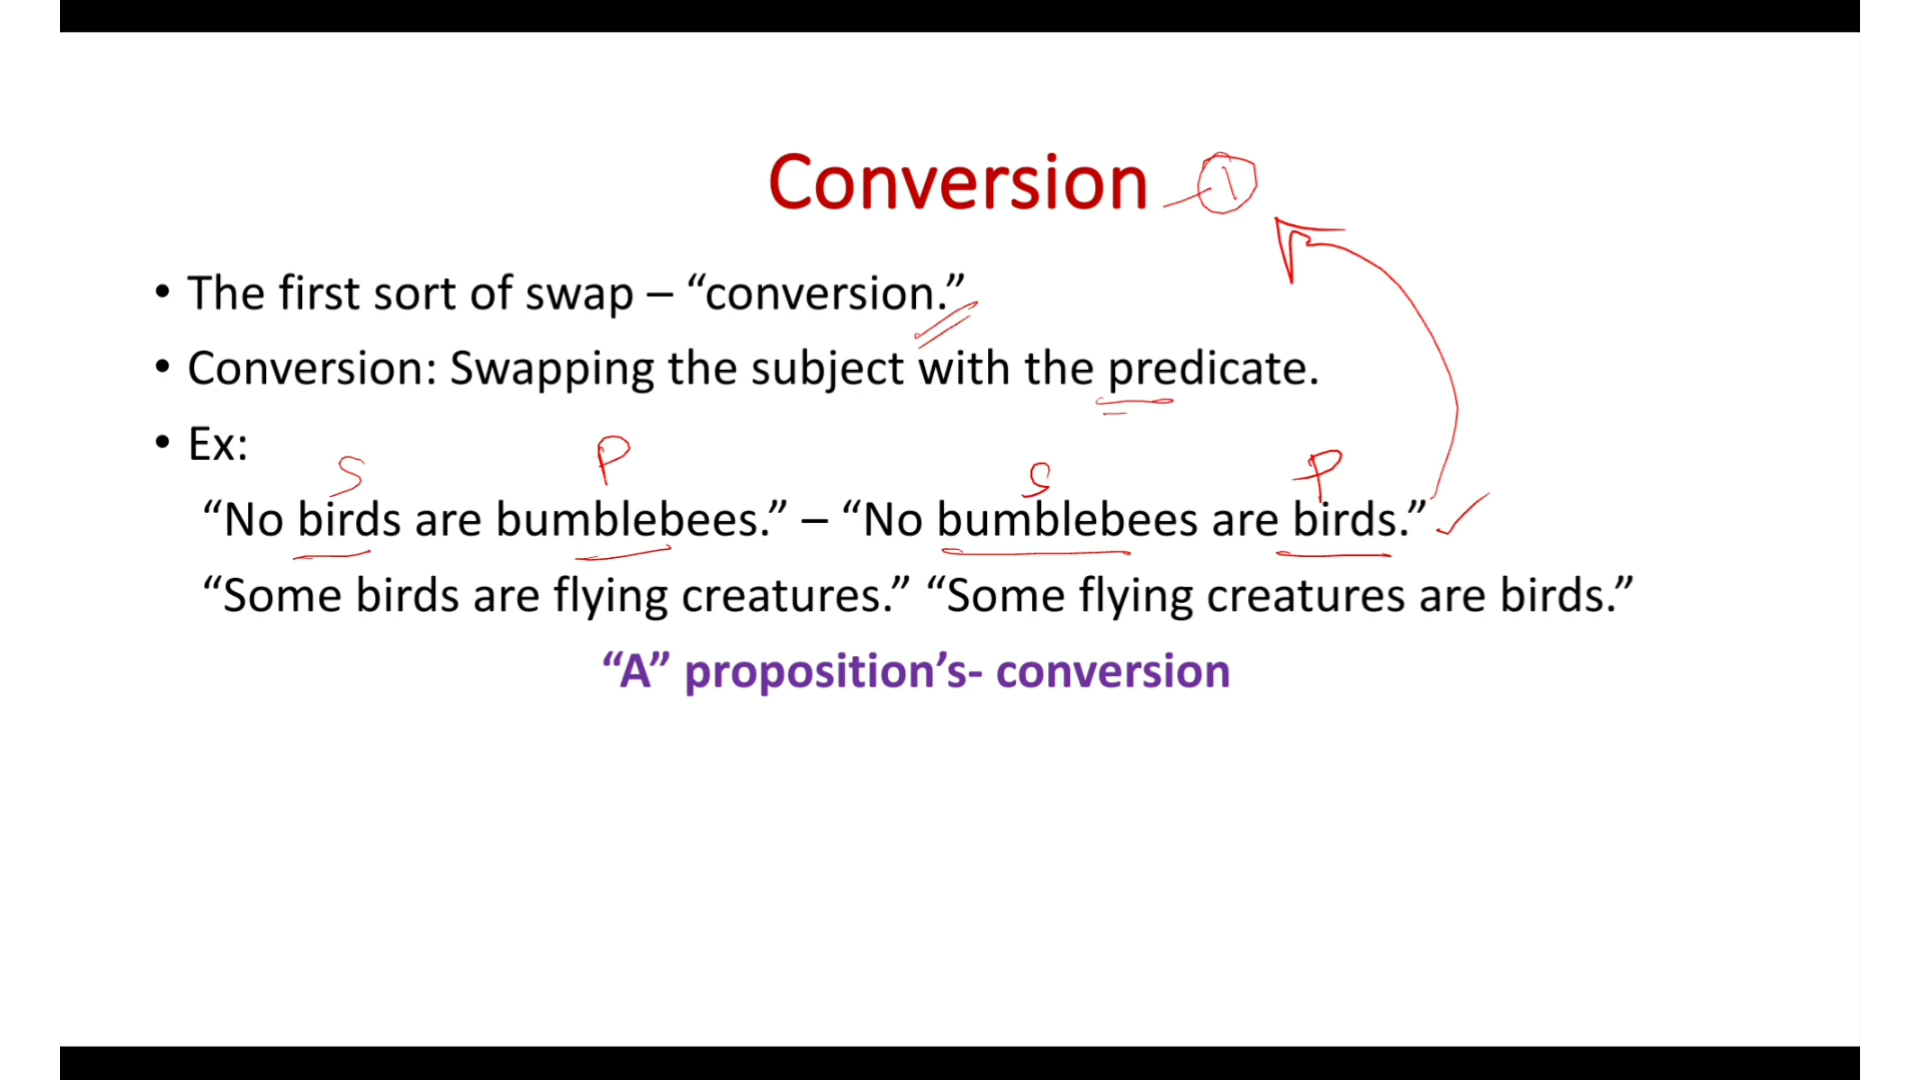 Conversion - 1
• The first sort of swap – “conversion.”
• Conversion: Swapping the subject with the predicate.
• Ex:
S P S P
“No birds are bumblebees.” – “No bumblebees are birds.”
“Some birds are flying creatures.” “Some flying creatures are birds.”
“A” proposition’s- conversion